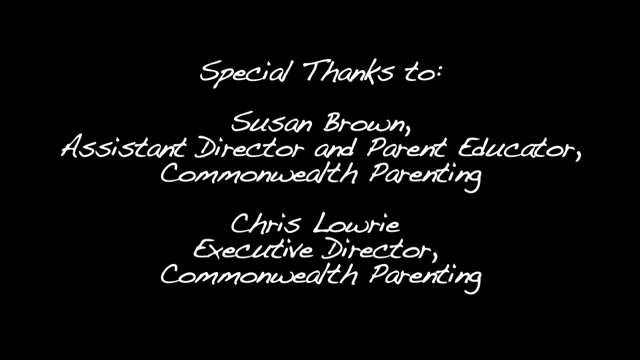 Special Thanks to:
Susan Brown,
Assistant Director and Parent Educator,
Commonwealth Parenting
Chris Lowrie
Executive Director,
Commonwealth Parenting